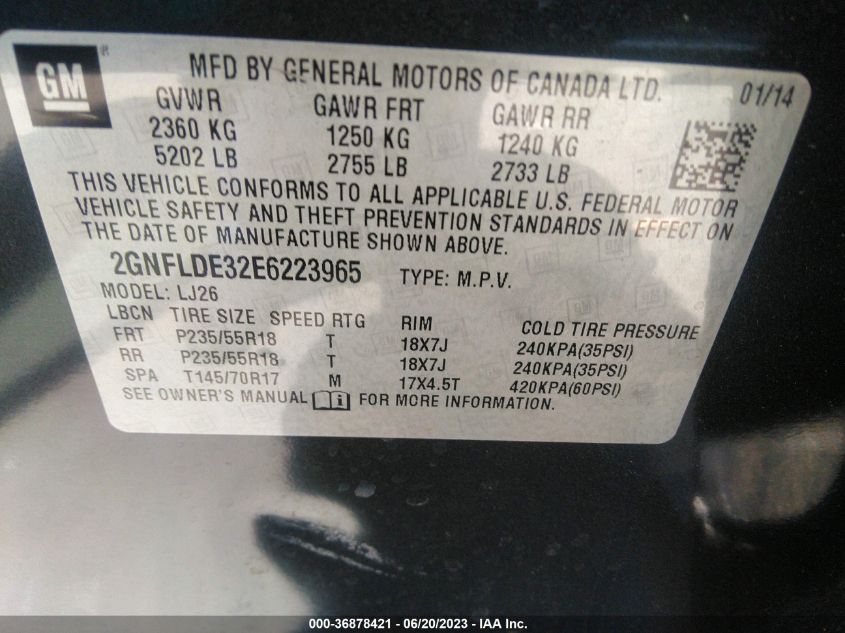 GM ®
MFD BY GENERAL MOTORS OF CANADA LTD.
01/14
GVWR GAWR FRT GAWR RR
2360 KG 1250 KG 1240 KG
5202 LB 2755 LB 2733 LB
THIS VEHICLE CONFORMS TO ALL APPLICABLE U.S. FEDERAL MOTOR
VEHICLE SAFETY AND THEFT PREVENTION STANDARDS IN EFFECT ON
THE DATE OF MANUFACTURE SHOWN ABOVE.
2GNFLDE32E6223965 TYPE: M.P.V.
MODEL: LJ26
LBCN TIRE SIZE SPEED RTG RIM COLD TIRE PRESSURE
FRT P235/55R18 T 18X7J 240KPA(35PSI)
RR P235/55R18 T 18X7J 240KPA(35PSI)
SPA T145/70R17 M 17X4.5T 420KPA(60PSI)
SEE OWNER'S MANUAL i FOR MORE INFORMATION.
000-36878421 - 06/20/2023 - IAA Inc.